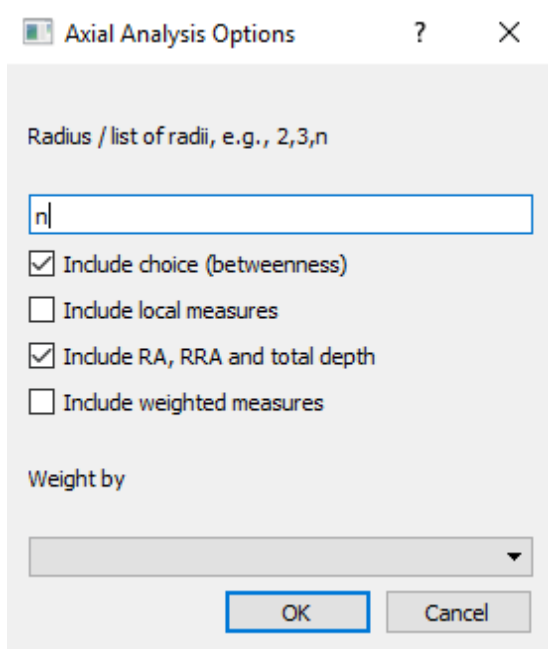 Axial Analysis Options ? ×
Radius / list of radii, e.g., 2,3,n
n
Include choice (betweenness)
Include local measures
Include RA, RRA and total depth
Include weighted measures
Weight by
OK Cancel